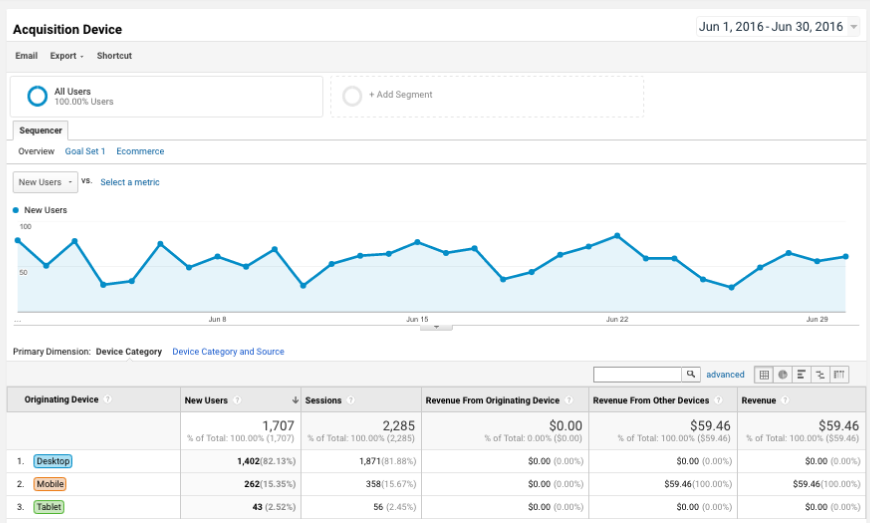 Acquisition Device
Jun 1, 2016 - Jun 30, 2016
Email Export Shortcut
All Users
100.00% Users
+ Add Segment
Sequencer
Overview Goal Set 1 Ecommerce
New Users vs. Select a metric
New Users
100
50
... Jun 8 Jun 15 Jun 22 Jun 29
Primary Dimension: Device Category Device Category and Source
advanced
Originating Device ? New Users ? Sessions ? Revenue From Originating Device ? Revenue From Other Devices ? Revenue ?
1,707 2,285 $0.00 $59.46 $59.46
% of Total: 100.00% (1,707) % of Total: 100.00% (2,285) % of Total: 0.00% ($0.00) % of Total: 100.00% ($59.46) % of Total: 100.00% ($59.46)
1. Desktop 1,402(82.13%) 1,871(81.88%) $0.00 (0.00%) $0.00 (0.00%) $0.00 (0.00%)
2. Mobile 262(15.35%) 358(15.67%) $0.00 (0.00%) $59.46(100.00%) $59.46(100.00%)
3. Tablet 43 (2.52%) 56 (2.45%) $0.00 (0.00%) $0.00 (0.00%) $0.00 (0.00%)